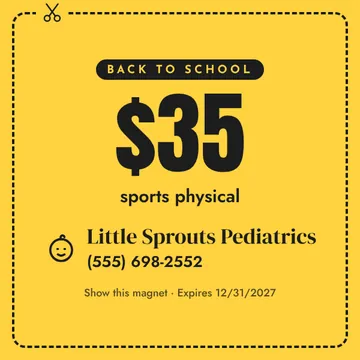 BACK TO SCHOOL
$35
sports physical
Little Sprouts Pediatrics
(555) 698-2552
Show this magnet · Expires 12/31/2027